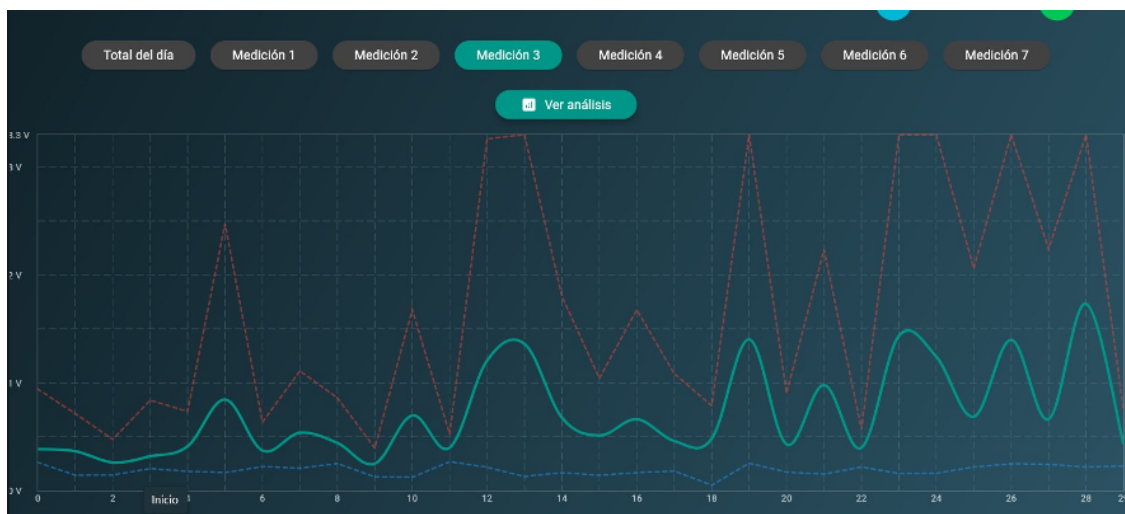 Total del día Medición 1 Medición 2 Medición 3 Medición 4 Medición 5 Medición 6 Medición 7
Ver análisis
3.3 V
3 V
2 V
1 V
0 V
0 2 Inicio 6 8 10 12 14 16 18 20 22 24 26 28